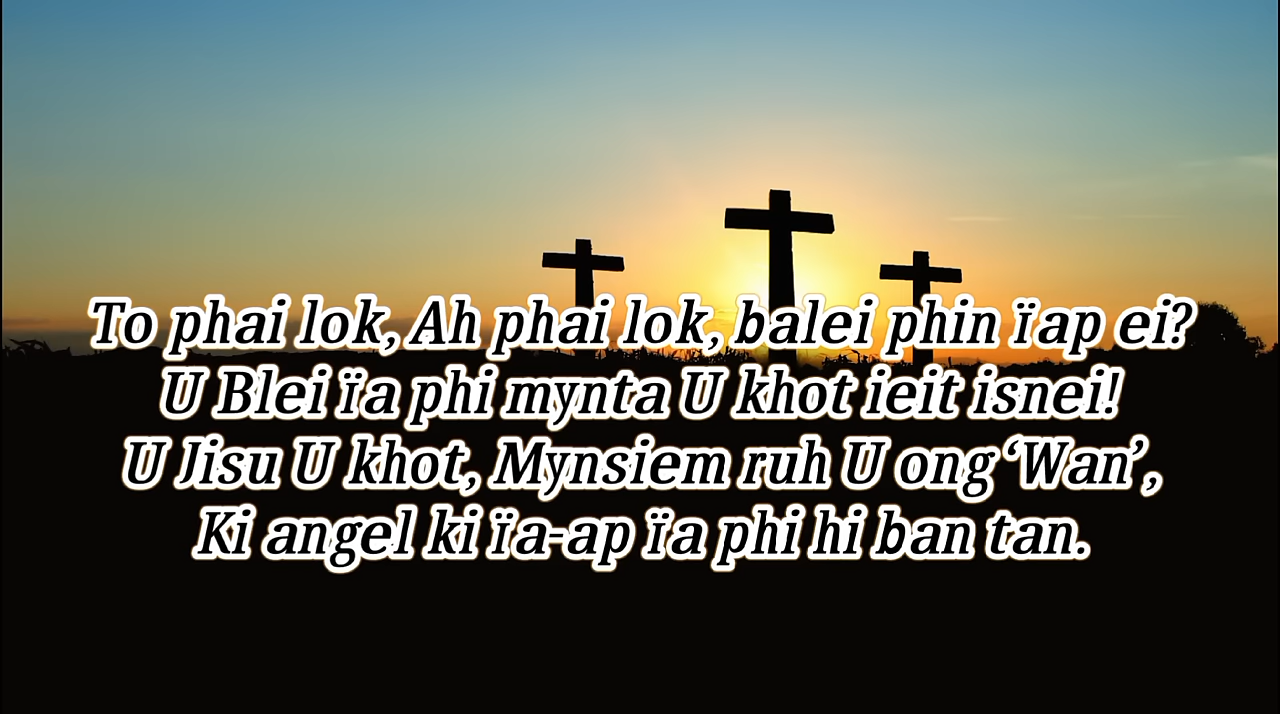 To phai lok, Ah phai lok, balei phin ïap ei?
U Blei ïa phi mynta U khot ieit isnei!
U Jisu U khot, Mynsiem ruh U ong ‘Wan’,
Ki angel ki ïa-ap ïa phi hi ban tan.